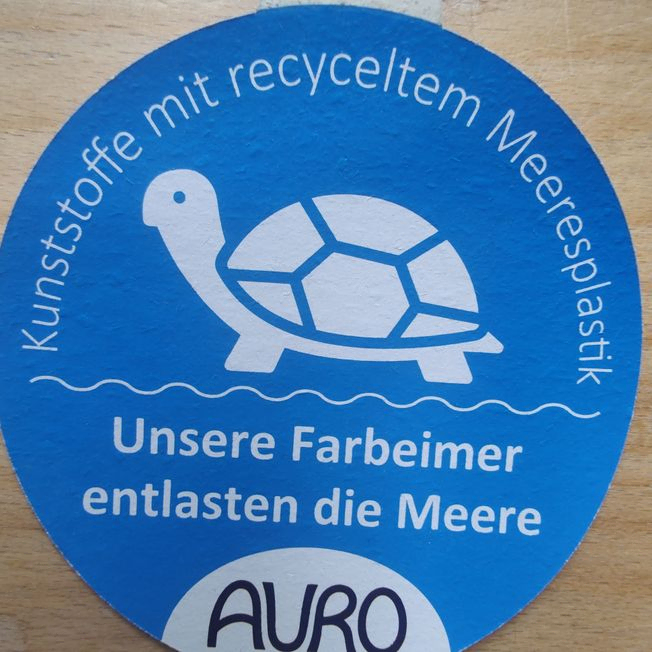 Kunststoffe mit recyceltem Meeresplastik
Unsere Farbeimer
entlasten die Meere
AURO